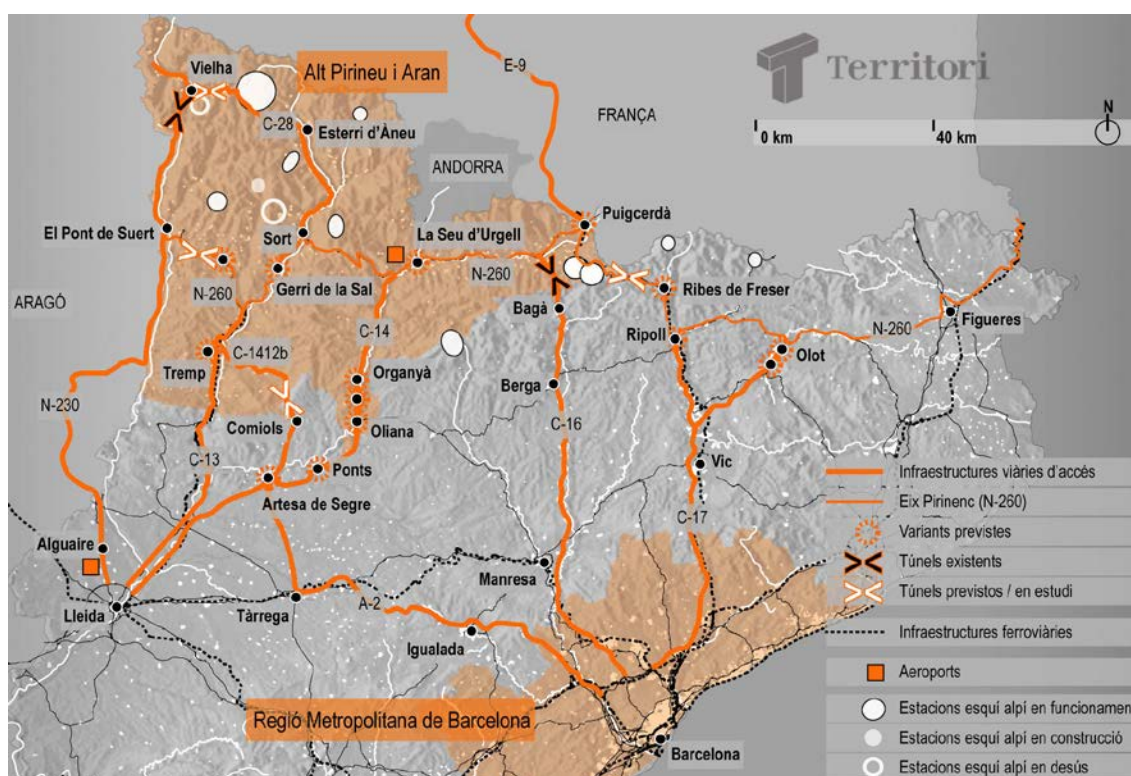 Vielha
Alt Pirineu i Aran
E-9
Territori
C-28
Esterri d'Àneu
FRANÇA
0 km
40 km
N
ANDORRA
El Pont de Suert
Sort
La Seu d'Urgell
Puigcerdà
N-260
Gerri de la Sal
N-260
Ribes de Freser
ARAGÓ
Bagà
C-14
Ripoll
N-260
Figueres
C-1412b
Tremp
Organyà
Olot
Berga
N-230
Comiols
Oliana
C-16
C-13
Ponts
Vic
Artesa de Segre
C-17
Alguaire
Manresa
Lleida
Tàrrega
A-2
Igualada
Regió Metropolitana de Barcelona
Barcelona
Infraestructures viàries d'accés
Eix Pirinenc (N-260)
Variants previstes
Túnels existents
Túnels previstos / en estudi
Infraestructures ferroviàries
Aeroports
Estacions esquí alpí en funcionamen
Estacions esquí alpí en construcció
Estacions esquí alpí en desús